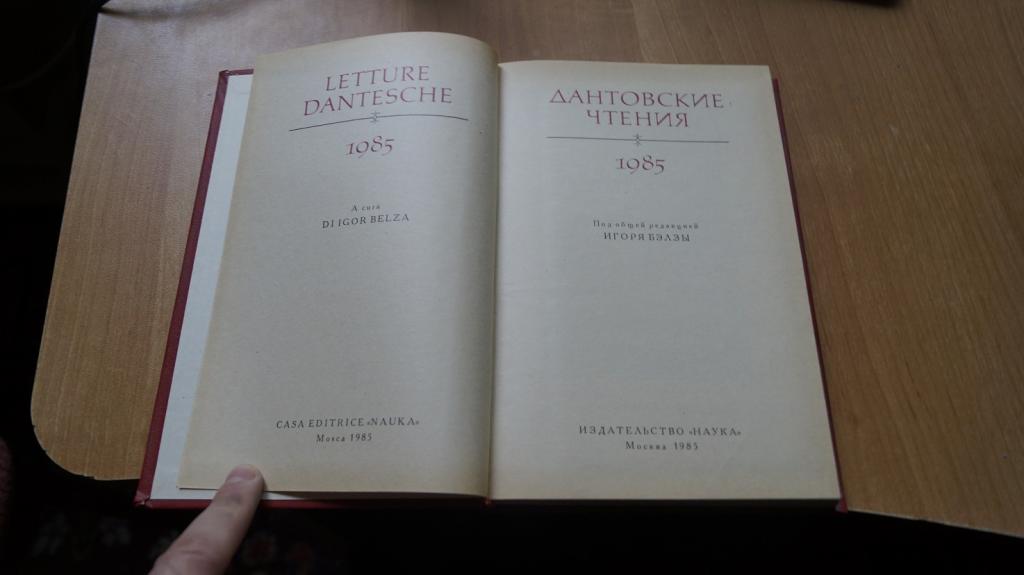 LETTURE
DANTESCHE
1985
A cura
DI IGOR BELZA
CASA EDITRICE «NAUKA»
Mosca 1985
ДАНТОВСКИЕ
ЧТЕНИЯ
1985
Под общей редакцией
ИГОРЯ БЭЛЗЫ
ИЗДАТЕЛЬСТВО «НАУКА»
Москва 1985